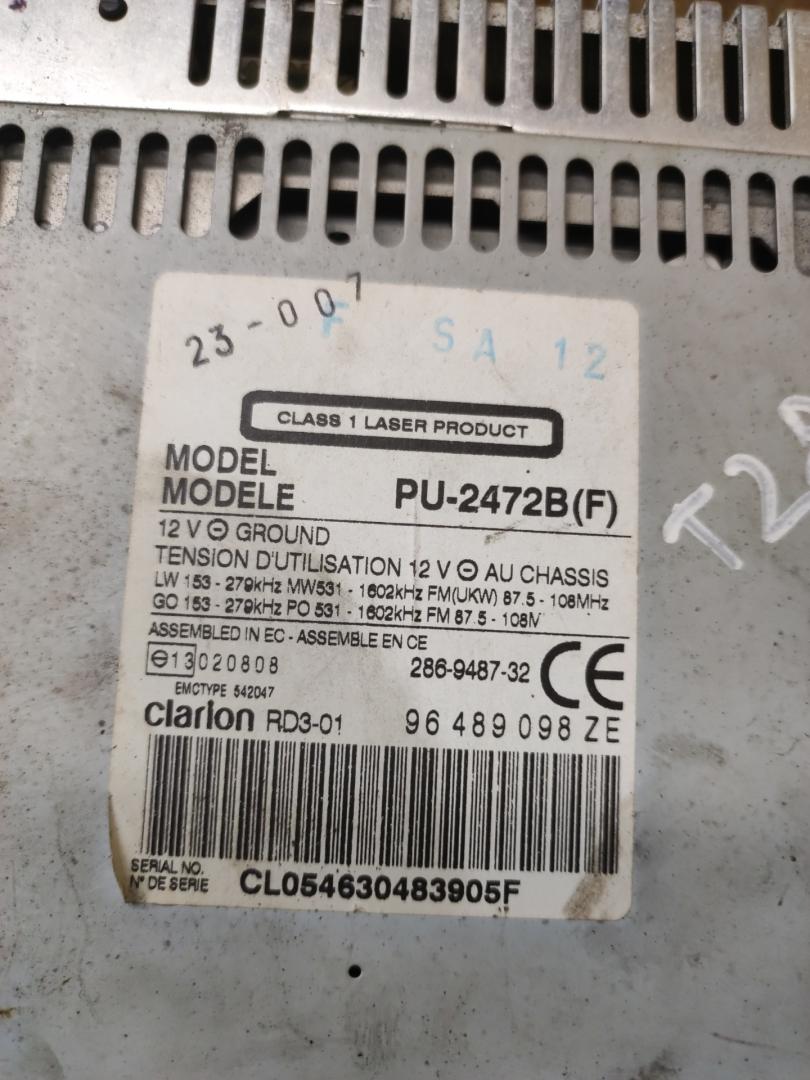 23-007
F SA 12
CLASS 1 LASER PRODUCT
MODEL
MODELE PU-2472B(F)
12 V ⊖ GROUND
TENSION D'UTILISATION 12 V ⊖ AU CHASSIS
LW 153 - 279kHz MW531 - 1602kHz FM(UKW) 87.5 - 108MHz
GO 153 - 279kHz PO 531 - 1602kHz FM 87.5 - 108M
ASSEMBLED IN EC - ASSEMBLE EN CE
e13 020808 286-9487-32 CE
EMCTYPE 542047
clarion RD3-01 96 489 098 ZE
SERIAL NO.
N° DE SERIE CL054630483905F